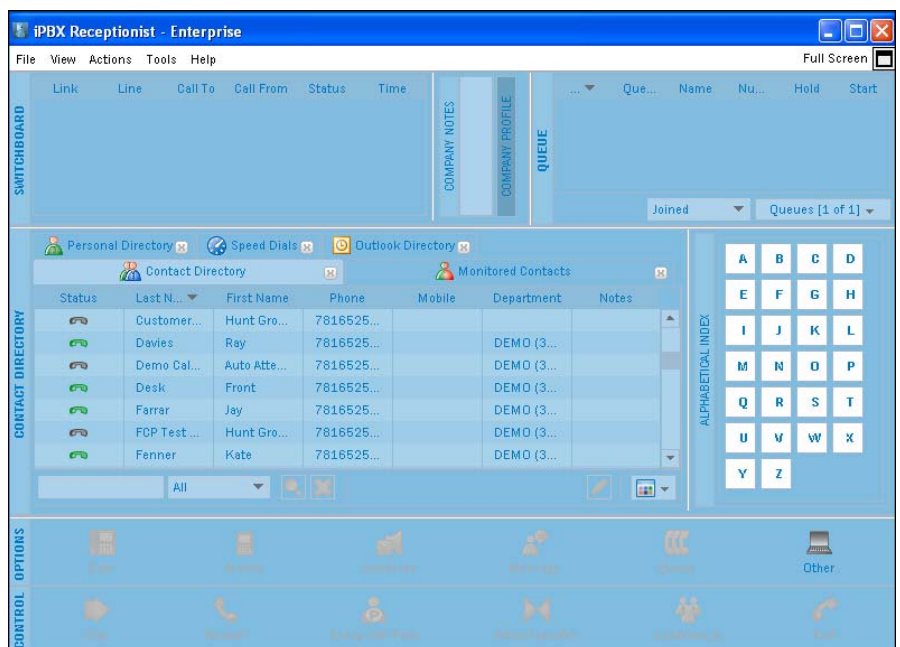 iPBX Receptionist - Enterprise
File View Actions Tools Help Full Screen
SWITCHBOARD
Link Line Call To Call From Status Time
COMPANY NOTES
COMPANY PROFILE
QUEUE
... Que... Name Nu... Hold Start
Joined Queues [1 of 1]
CONTACT DIRECTORY
Personal Directory Speed Dials Outlook Directory
Contact Directory Monitored Contacts
Status Last N... First Name Phone Mobile Department Notes
Customer... Hunt Gro... 7816525...
Davies Ray 7816525... DEMO (3...
Demo Cal... Auto Atte... 7816525... DEMO (3...
Desk Front 7816525... DEMO (3...
Farrar Jay 7816525... DEMO (3...
FCP Test ... Hunt Gro... 7816525... DEMO (3...
Fenner Kate 7816525... DEMO (3...
All
ALPHABETICAL INDEX
A B C D
E F G H
I J K L
M N O P
Q R S T
U V W X
Y Z
OPTIONS
Other
CONTROL